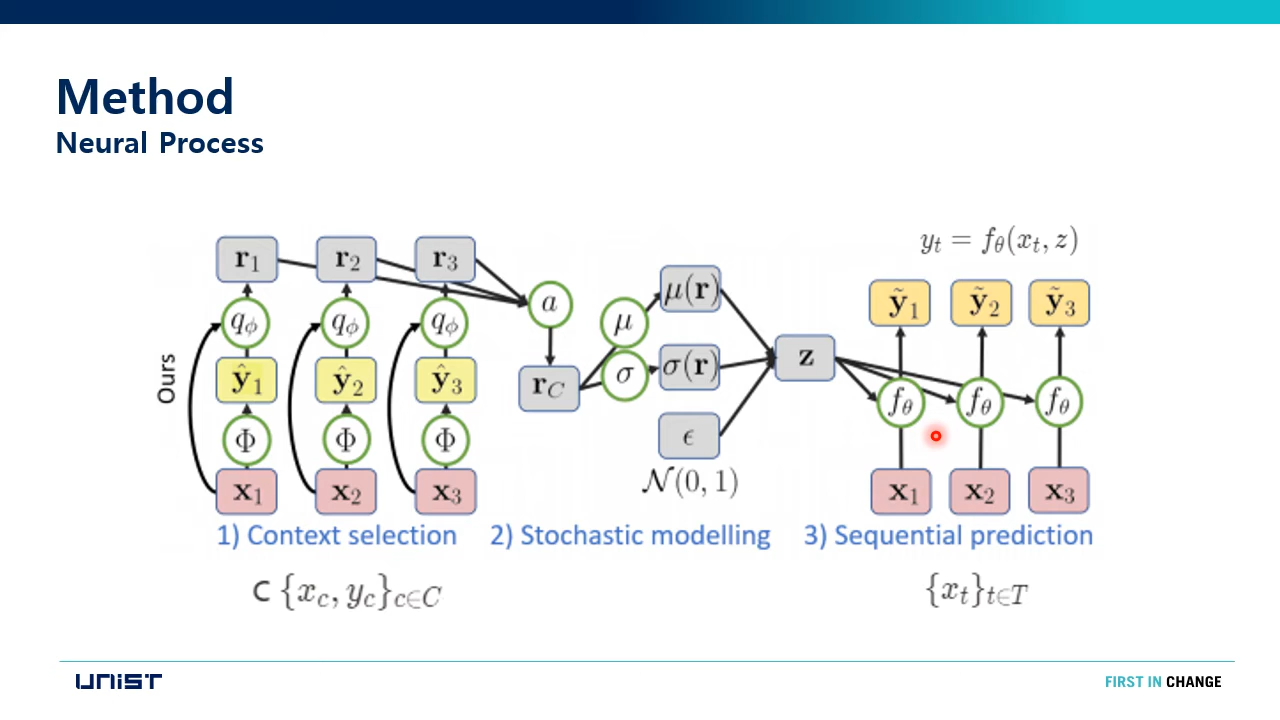 Method
Neural Process
y_t = f_θ(x_t, z)
r_1 r_2 r_3
μ(r)
ỹ_1 ỹ_2 ỹ_3
q_ϕ q_ϕ q_ϕ
a
μ
z
Ours
ŷ_1 ŷ_2 ŷ_3
r_C
σ
σ(r)
f_θ f_θ f_θ
Φ Φ Φ
ϵ
x_1 x_2 x_3
N(0, 1)
x_1 x_2 x_3
1) Context selection
2) Stochastic modelling
3) Sequential prediction
⊂ {x_c, y_c}_{c∈C}
{x_t}_{t∈T}
UNIST
FIRST IN CHANGE